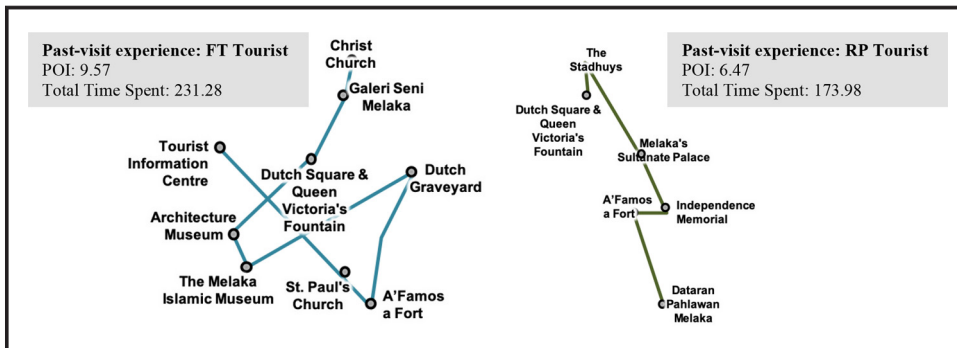 Past-visit experience: FT Tourist
POI: 9.57
Total Time Spent: 231.28
Christ
Church
Galeri Seni
Melaka
Tourist
Information
Centre
Dutch Square &
Queen
Victoria's
Fountain
Dutch
Graveyard
Architecture
Museum
The Melaka
Islamic Museum
St. Paul's
Church
A'Famos
a Fort
Past-visit experience: RP Tourist
POI: 6.47
Total Time Spent: 173.98
The
Stadhuys
Dutch Square &
Queen
Victoria's
Fountain
Melaka's
Sultanate Palace
A'Famos
a Fort
Independence
Memorial
Dataran
Pahlawan
Melaka